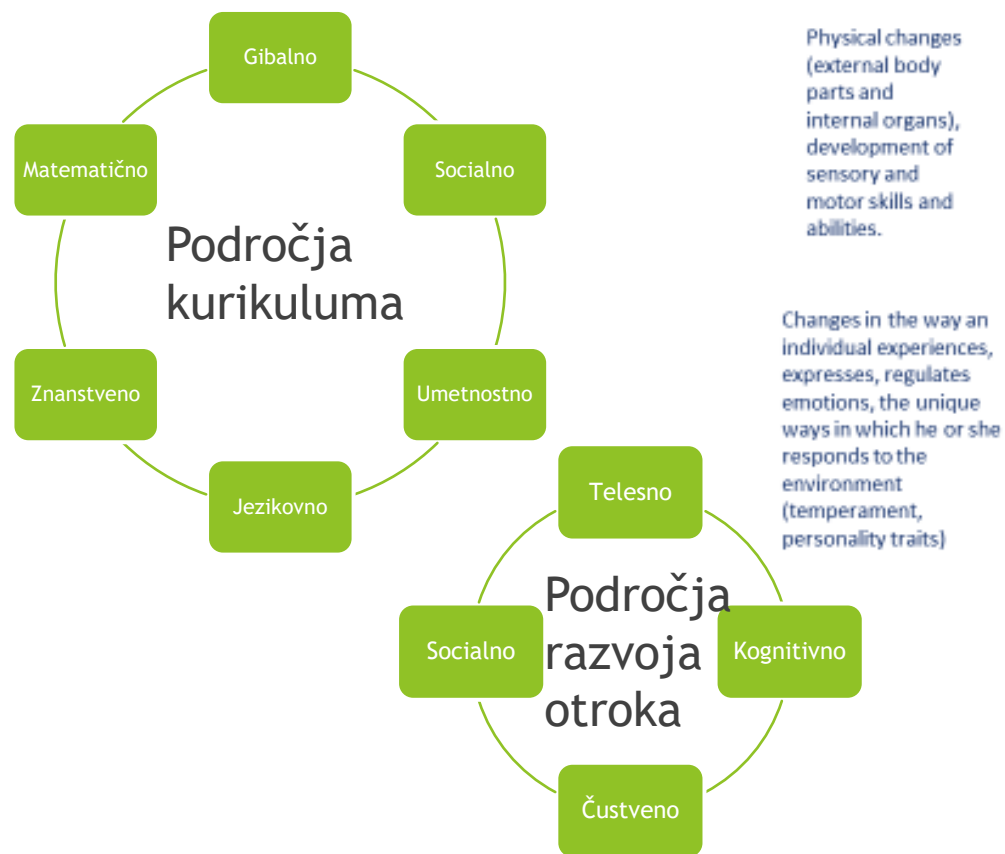 Gibalno
Socialno
Umetnostno
Jezikovno
Znanstveno
Matematično
Področja
kurikuluma
Telesno
Kognitivno
Čustveno
Socialno
Področja
razvoja
otroka
Physical changes
(external body
parts and
internal organs),
development of
sensory and
motor skills and
abilities.
Changes in the way an
individual experiences,
expresses, regulates
emotions, the unique
ways in which he or she
responds to the
environment
(temperament,
personality traits)